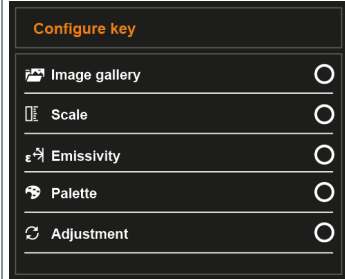 Configure key
Image gallery
Scale
Emissivity
Palette
Adjustment